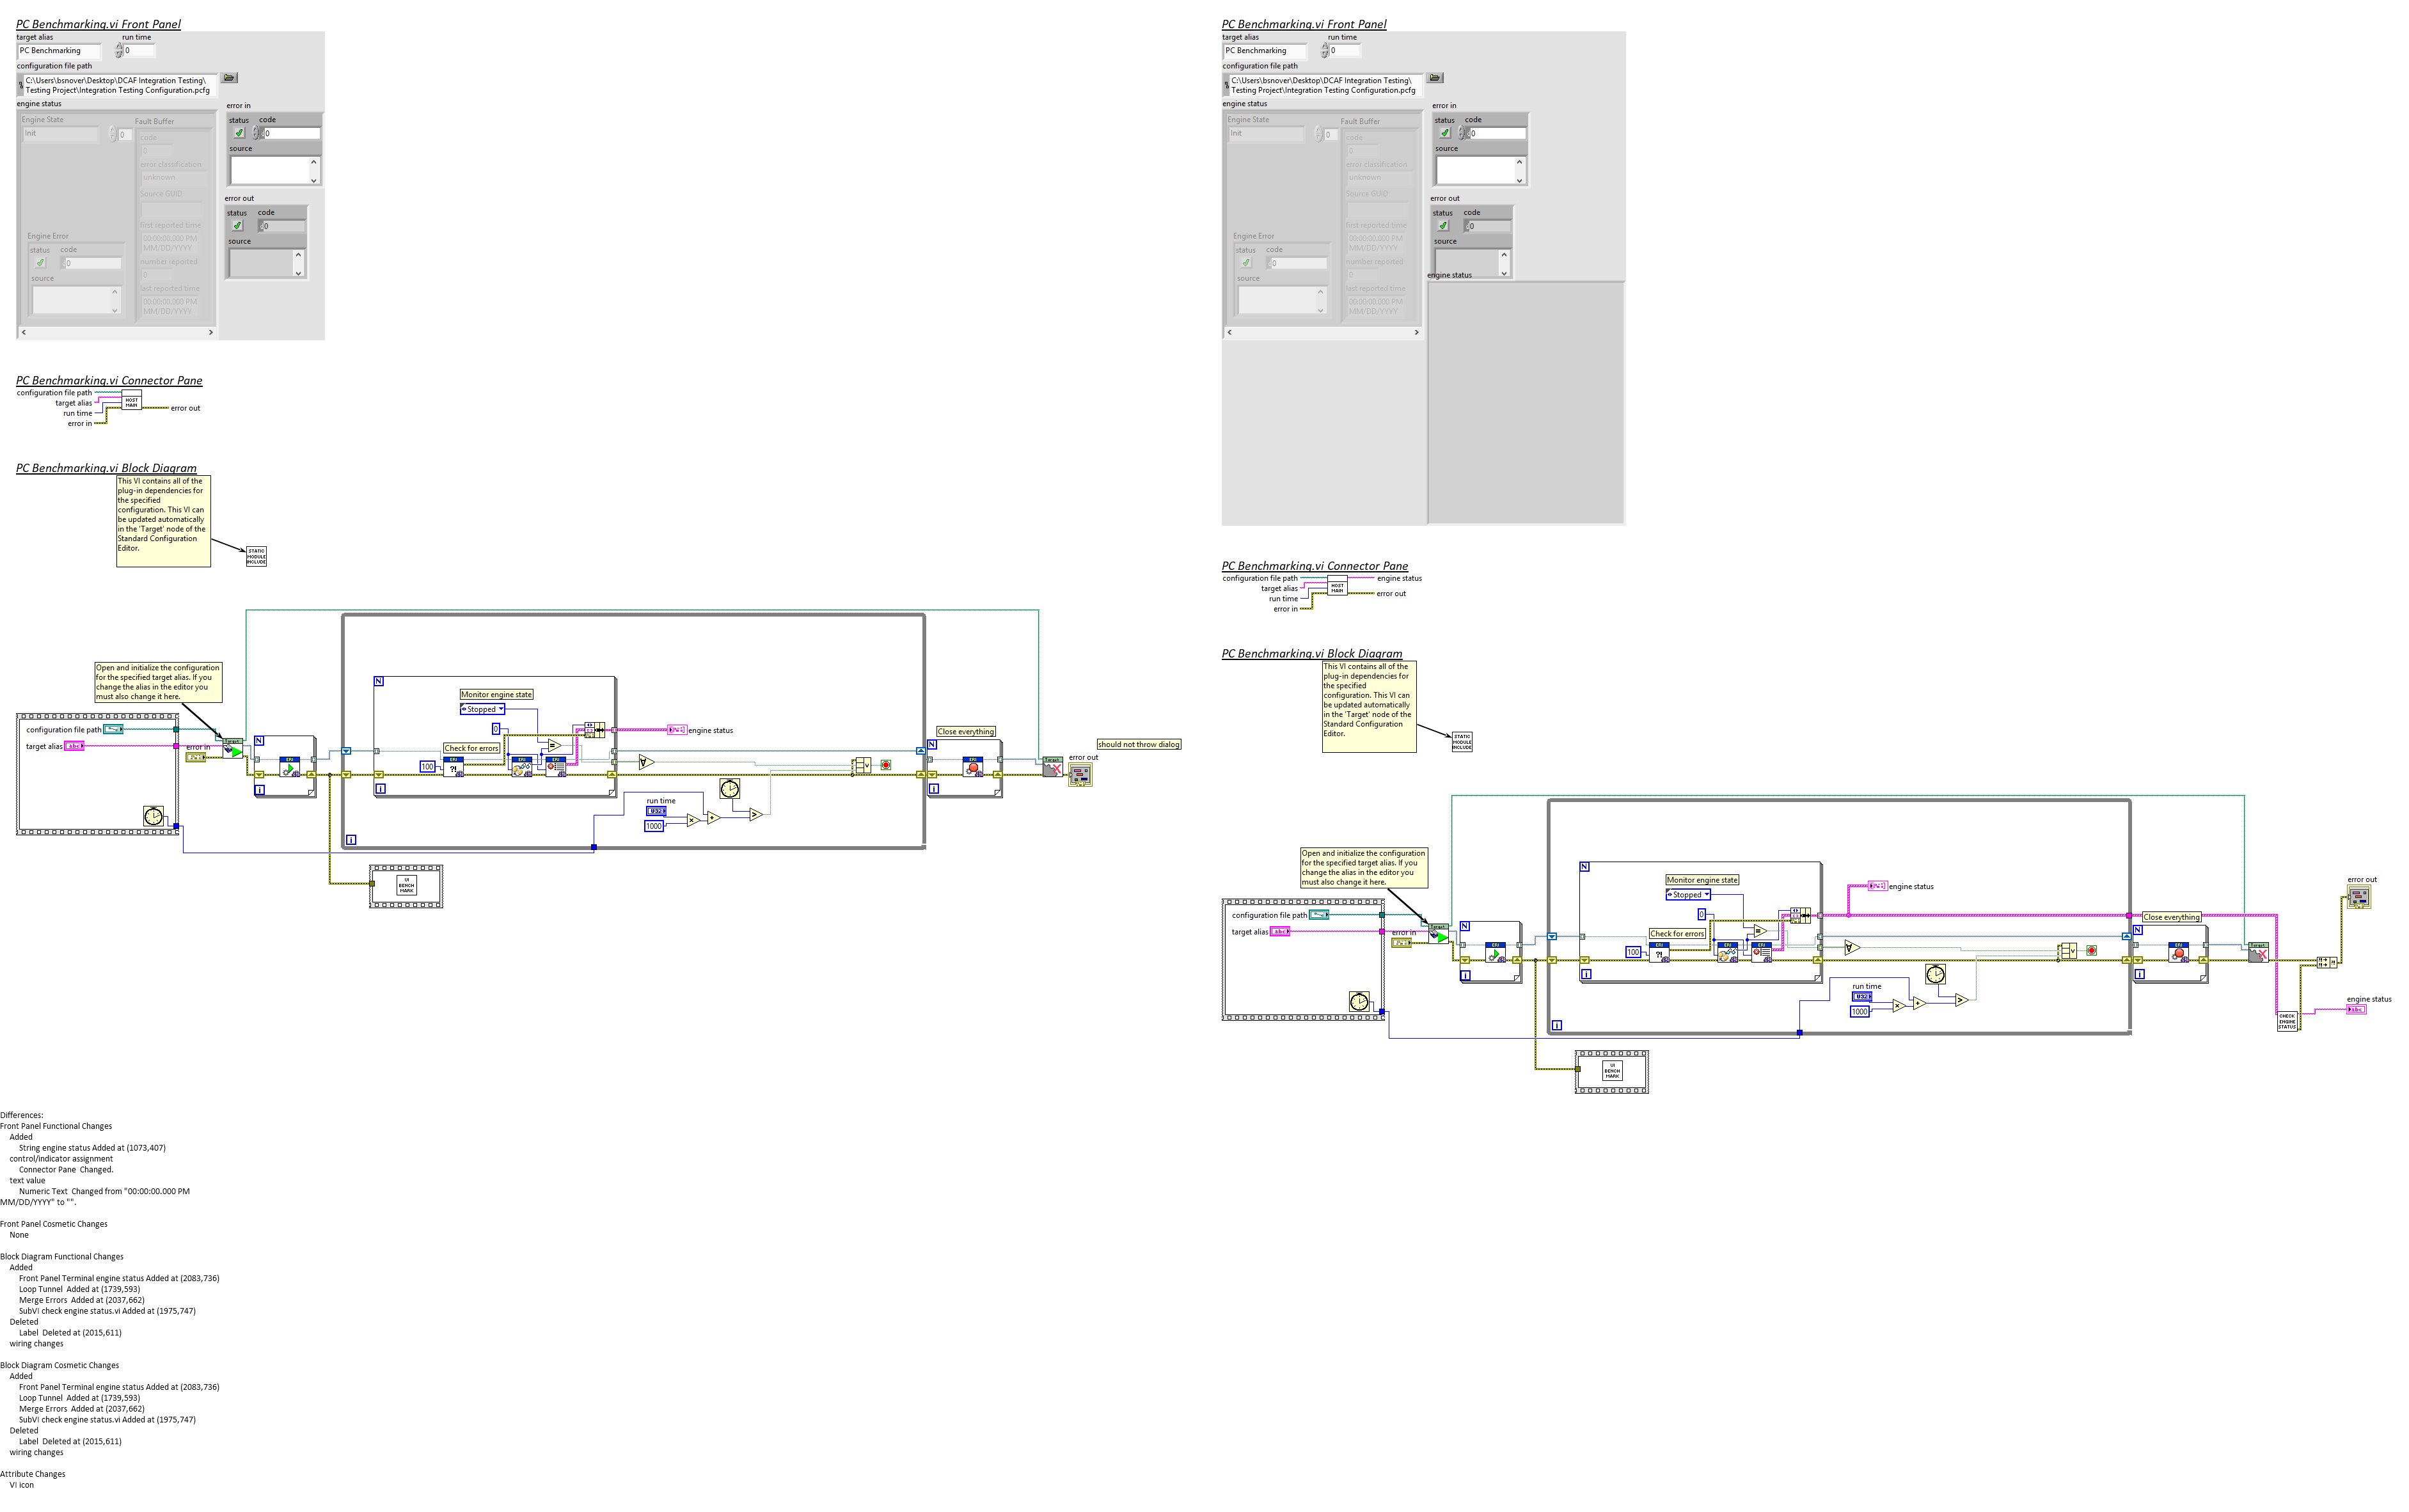 PC Benchmarking.vi Front Panel
target alias
run time
PC Benchmarking
0
configuration file path
C:\Users\bsnover\Desktop\DCAF Integration Testing\
Testing Project\Integration Testing Configuration.pcfg
engine status
Engine State
Init
0
Fault Buffer
code
0
error classification
unknown
Source GUID
first reported time
00:00:00.000 PM
MM/DD/YYYY
number reported
0
last reported time
00:00:00.000 PM
MM/DD/YYYY
Engine Error
status code
0
source
error in
status code
0
source
error out
status code
0
source
PC Benchmarking.vi Connector Pane
configuration file path
target alias
run time
error in
HOST
MAIN
error out
PC Benchmarking.vi Block Diagram
This VI contains all of the
plug-in dependencies for
the specified
configuration. This VI can
be updated automatically
in the 'Target' node of the
Standard Configuration
Editor.
STATIC
MODULE
INCLUDE
Open and initialize the configuration
for the specified target alias. If you
change the alias in the editor you
must also change it here.
configuration file path
target alias
abc
error in
Target
N
i
N
Monitor engine state
Stopped
0
Check for errors
100
i
engine status
run time
U32
1000
i
Close everything
N
i
should not throw dialog
error out
UI
BENCH
MARK
PC Benchmarking.vi Front Panel
target alias
run time
PC Benchmarking
0
configuration file path
C:\Users\bsnover\Desktop\DCAF Integration Testing\
Testing Project\Integration Testing Configuration.pcfg
engine status
Engine State
Init
0
Fault Buffer
code
0
error classification
unknown
Source GUID
first reported time
00:00:00.000 PM
MM/DD/YYYY
number reported
0
last reported time
00:00:00.000 PM
MM/DD/YYYY
Engine Error
status code
0
source
error in
status code
0
source
error out
status code
0
source
engine status
PC Benchmarking.vi Connector Pane
configuration file path
target alias
run time
error in
HOST
MAIN
engine status
error out
PC Benchmarking.vi Block Diagram
This VI contains all of the
plug-in dependencies for
the specified
configuration. This VI can
be updated automatically
in the 'Target' node of the
Standard Configuration
Editor.
STATIC
MODULE
INCLUDE
Open and initialize the configuration
for the specified target alias. If you
change the alias in the editor you
must also change it here.
configuration file path
target alias
abc
error in
Target
N
i
N
Monitor engine state
Stopped
0
Check for errors
100
i
engine status
run time
U32
1000
i
Close everything
N
i
error out
engine status
abc
CHECK
ENGINE
STATUS
UI
BENCH
MARK
Differences:
Front Panel Functional Changes
Added
String engine status Added at (1073,407)
control/indicator assignment
Connector Pane Changed.
text value
Numeric Text Changed from "00:00:00.000 PM
MM/DD/YYYY" to "".
Front Panel Cosmetic Changes
None
Block Diagram Functional Changes
Added
Front Panel Terminal engine status Added at (2083,736)
Loop Tunnel Added at (1739,593)
Merge Errors Added at (2037,662)
SubVI check engine status.vi Added at (1975,747)
Deleted
Label Deleted at (2015,611)
wiring changes
Block Diagram Cosmetic Changes
Added
Front Panel Terminal engine status Added at (2083,736)
Loop Tunnel Added at (1739,593)
Merge Errors Added at (2037,662)
SubVI check engine status.vi Added at (1975,747)
Deleted
Label Deleted at (2015,611)
wiring changes
Attribute Changes
VI icon